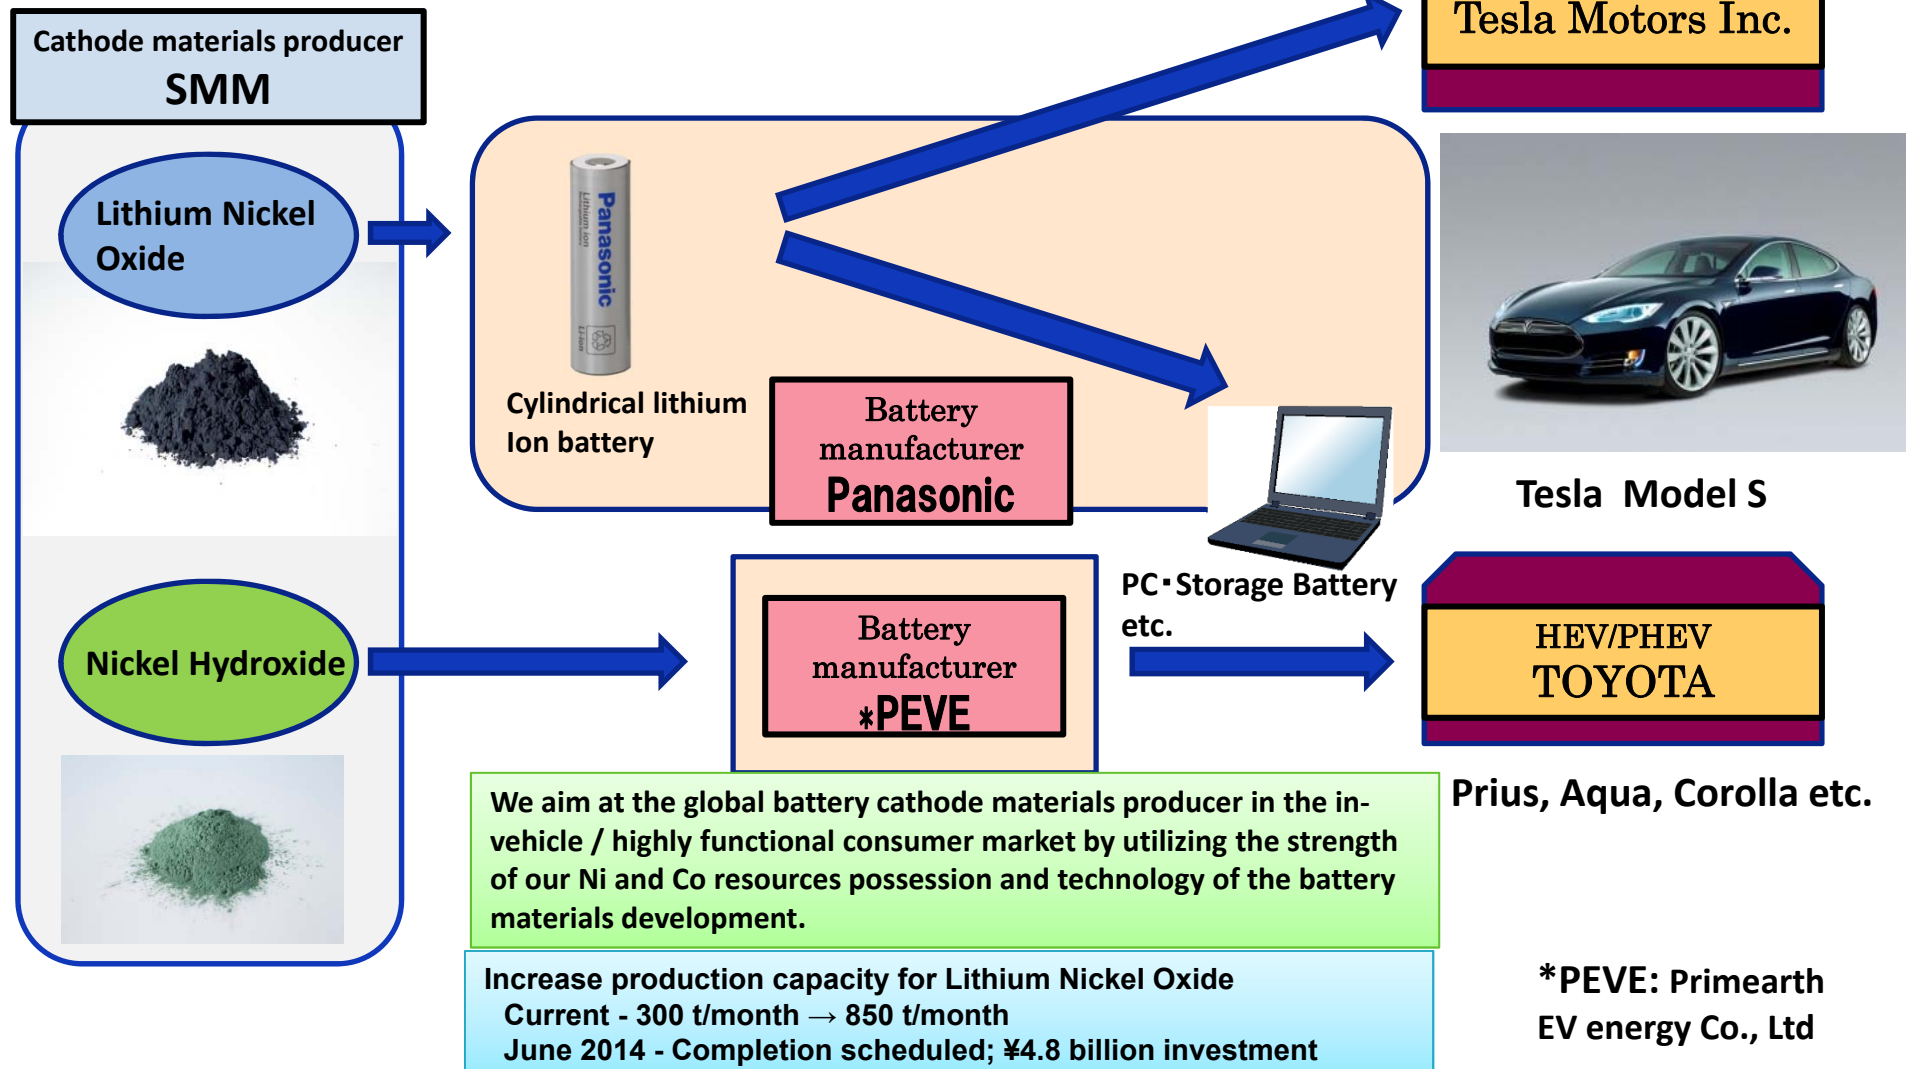 Cathode materials producer
SMM
Tesla Motors Inc.
Lithium Nickel
Oxide
Panasonic
Lithium ion
Li-ion
Cylindrical lithium
Ion battery
Battery
manufacturer
Panasonic
Tesla Model S
PC・Storage Battery
etc.
Nickel Hydroxide
Battery
manufacturer
*PEVE
HEV/PHEV
TOYOTA
Prius, Aqua, Corolla etc.
We aim at the global battery cathode materials producer in the in-
vehicle / highly functional consumer market by utilizing the strength
of our Ni and Co resources possession and technology of the battery
materials development.
Increase production capacity for Lithium Nickel Oxide
Current - 300 t/month → 850 t/month
June 2014 - Completion scheduled; ¥4.8 billion investment
*PEVE: Primearth
EV energy Co., Ltd